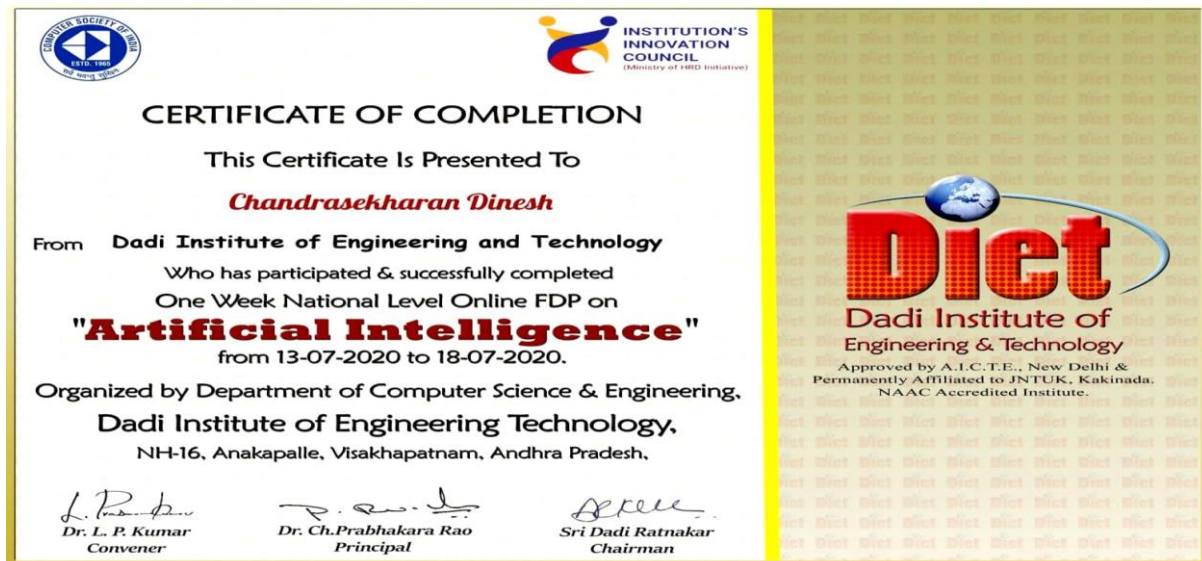 COMPUTER SOCIETY OF INDIA
ESTD. 1965
INSTITUTION'S
INNOVATION
COUNCIL
(Ministry of HRD Initiative)
CERTIFICATE OF COMPLETION
This Certificate Is Presented To
Chandrasekharan Dinesh
From Dadi Institute of Engineering and Technology
Who has participated & successfully completed
One Week National Level Online FDP on
"Artificial Intelligence"
from 13-07-2020 to 18-07-2020.
Organized by Department of Computer Science & Engineering,
Dadi Institute of Engineering Technology,
NH-16, Anakapalle, Visakhapatnam, Andhra Pradesh,
Dr. L. P. Kumar
Convener
Dr. Ch.Prabhakara Rao
Principal
Sri Dadi Ratnakar
Chairman
Diet
Dadi Institute of
Engineering & Technology
Approved by A.I.C.T.E., New Delhi &
Permanently Affiliated to JNTUK, Kakinada.
NAAC Accredited Institute.